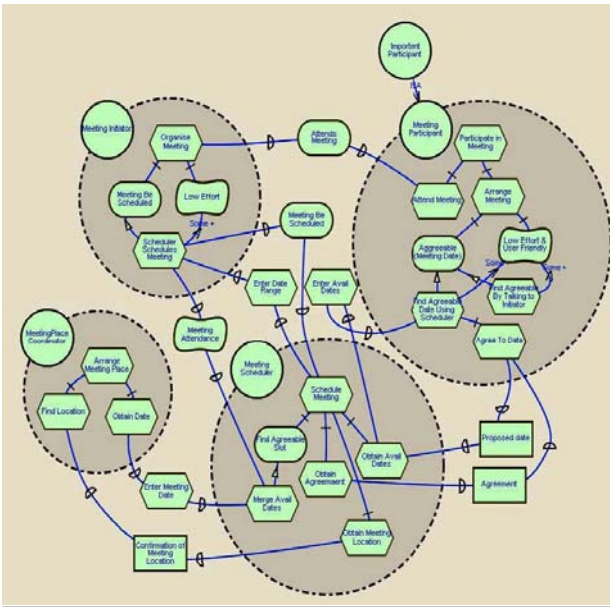 Important
Participant
ISA
Meeting Initiator
Organise
Meeting
Attends
Meeting
Meeting
Participant
Participate in
Meeting
Meeting Be
Scheduled
Low Effort
Attend Meeting
Arrange
Meeting
Some +
Scheduler
Schedules
Meeting
Meeting Be
Scheduled
Aggreeable
(Meeting Date)
Low Effort &
User Friendly
Some
Some +
Enter Date
Range
Enter Avail
Dates
Find Agreeable
Date Using
Scheduler
Find Agreeable
By Talking to
Initiator
MeetingPlace
Coordinator
Meeting
Attendance
Agree To Date
Arrange
Meeting Place
Meeting
Scheduler
Schedule
Meeting
Find Location
Obtain Date
Find Agreeable
Slot
Obtain Avail
Dates
Proposed date
Enter Meeting
Date
Merge Avail
Dates
Obtain
Agreemaent
Agreement
Confirmation of
Meeting
Location
Obtain Meeting
Location